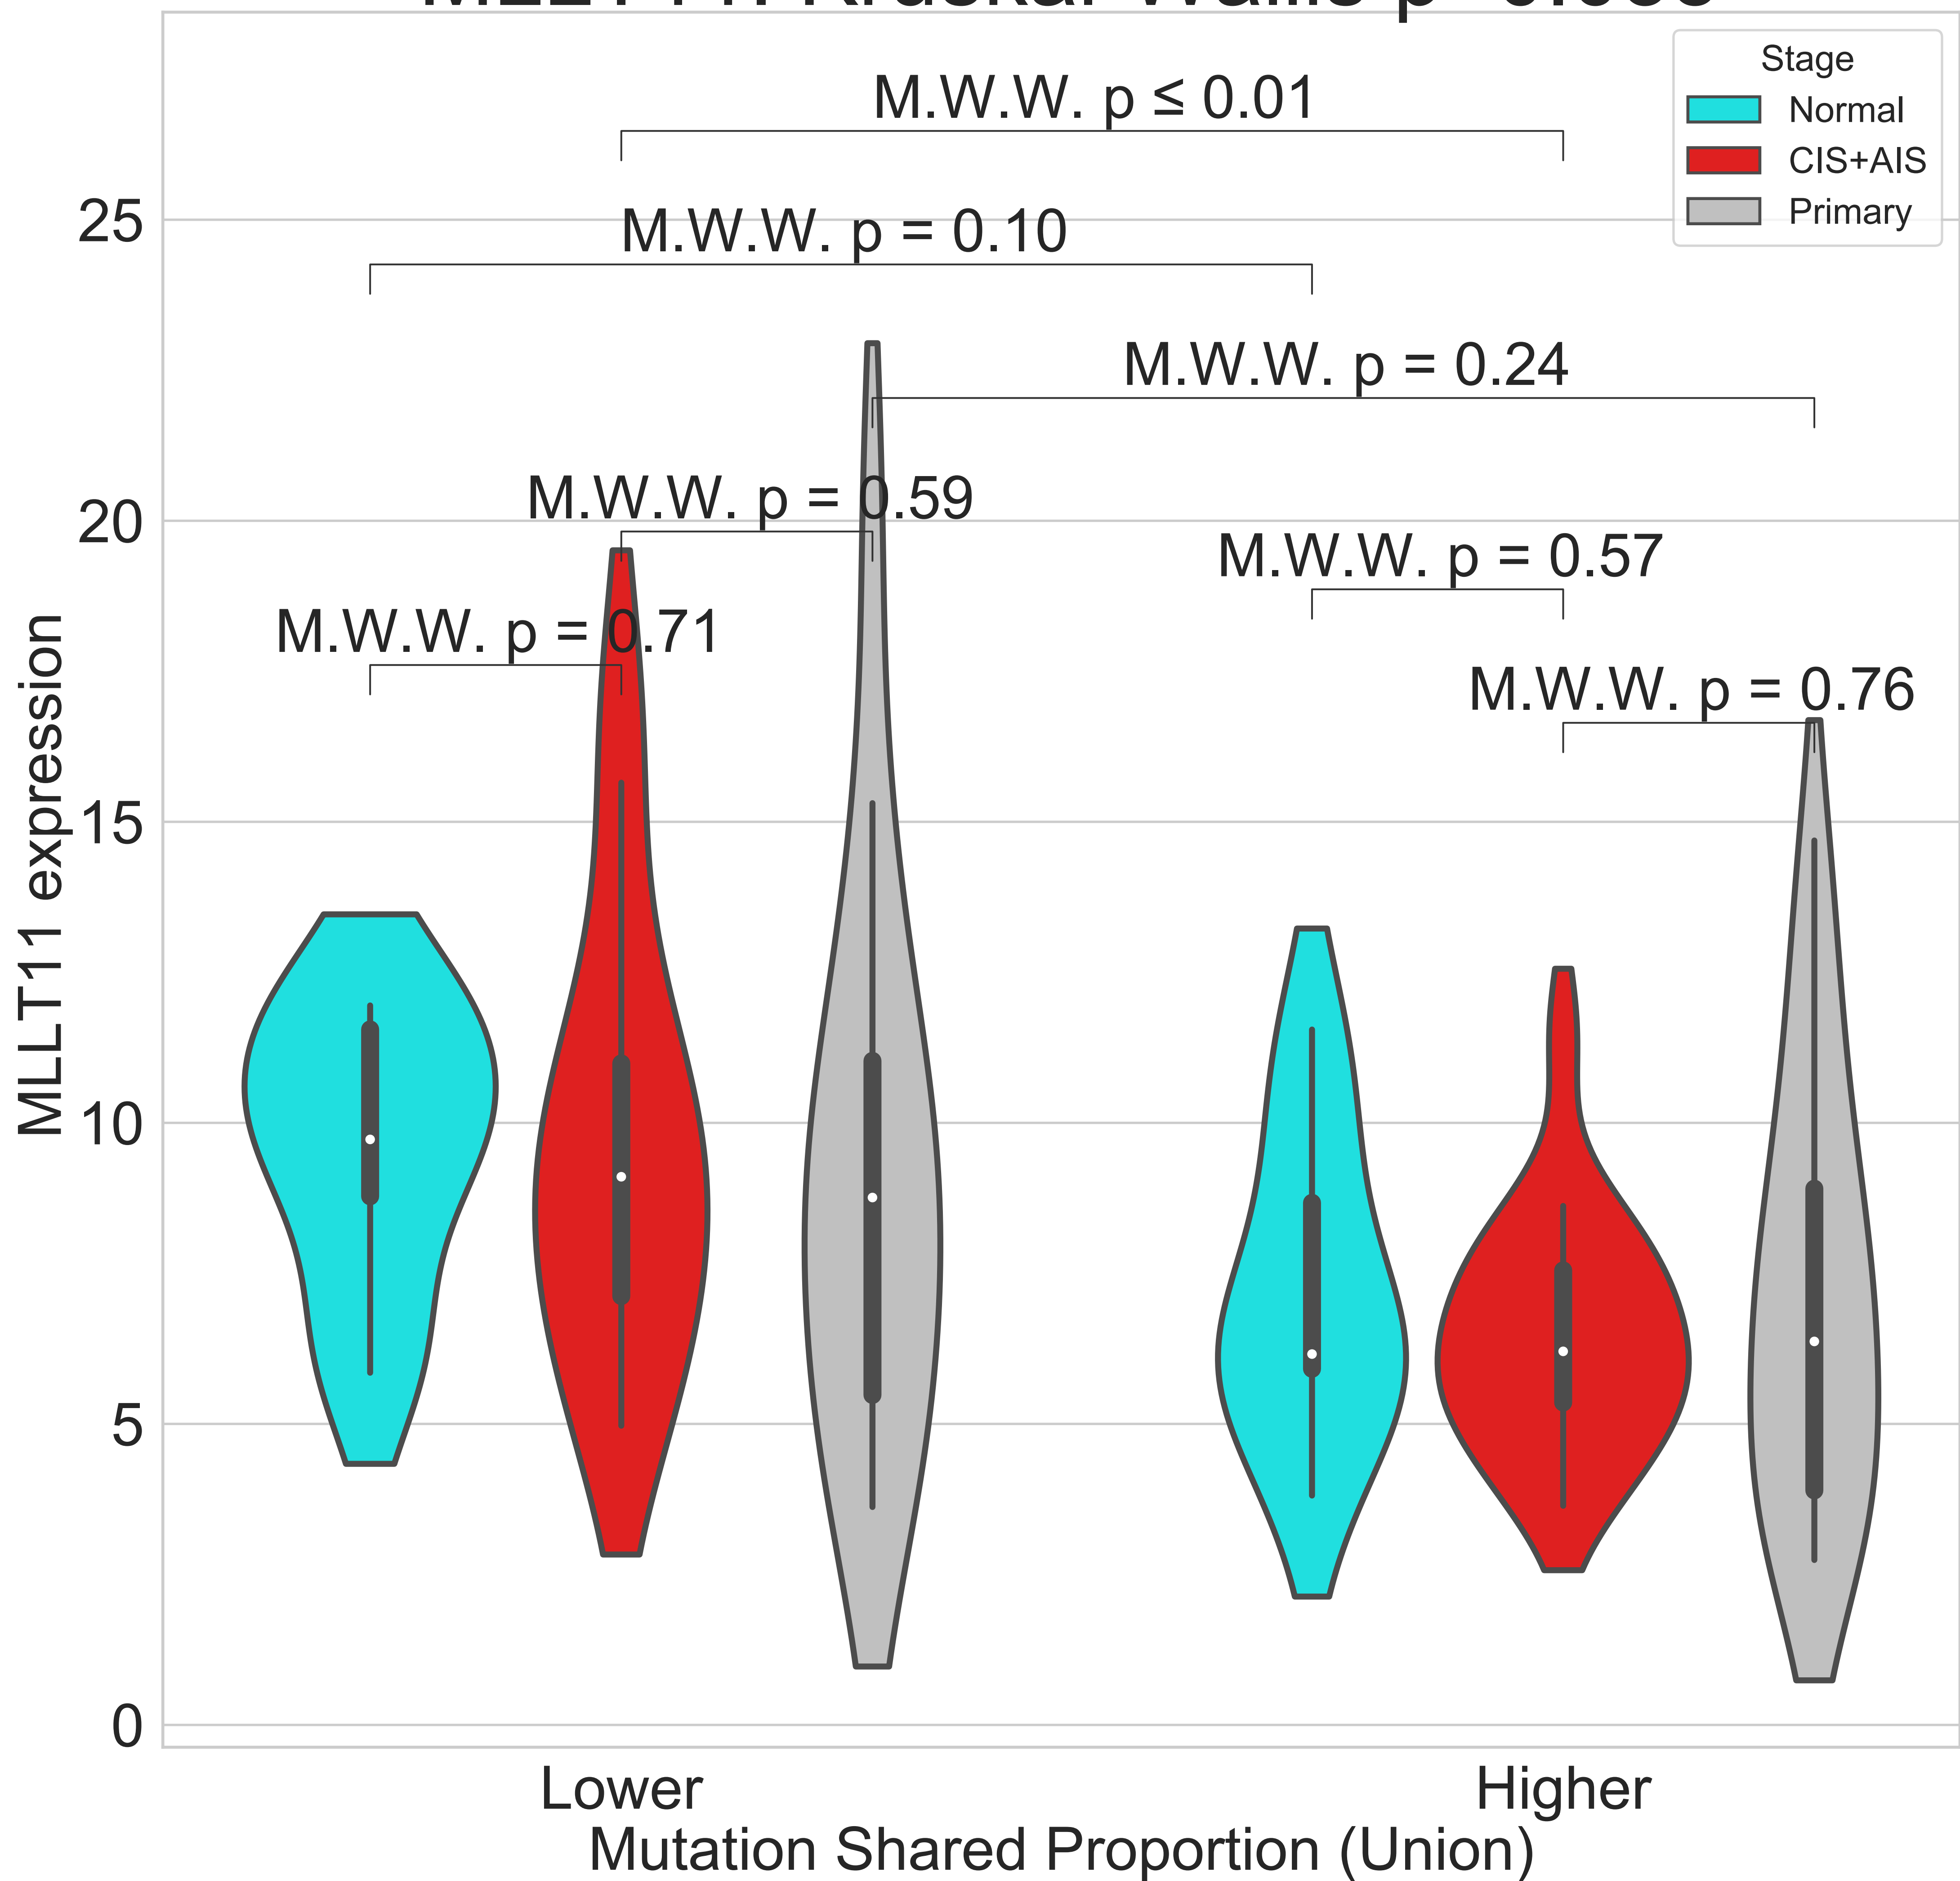 Stage
Normal
CIS+AIS
Primary
M.W.W. p ≤ 0.01
M.W.W. p = 0.10
M.W.W. p = 0.24
M.W.W. p = 0.59
M.W.W. p = 0.57
M.W.W. p = 0.71
M.W.W. p = 0.76
MLLT11 expression
25
20
15
10
5
0
Lower
Higher
Mutation Shared Proportion (Union)